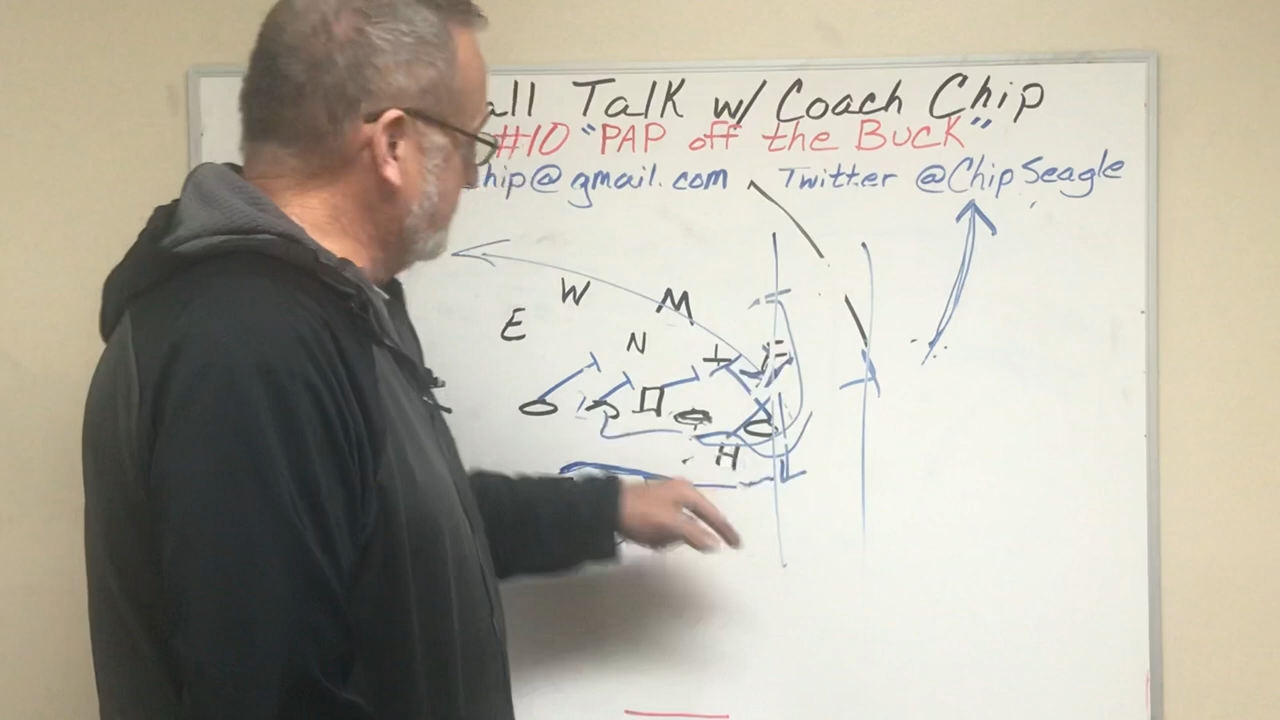 all Talk w/ Coach Chip
#10 "PAP off the Buck"
hip@gmail.com Twitter @ChipSeagle
W M
E
N
H